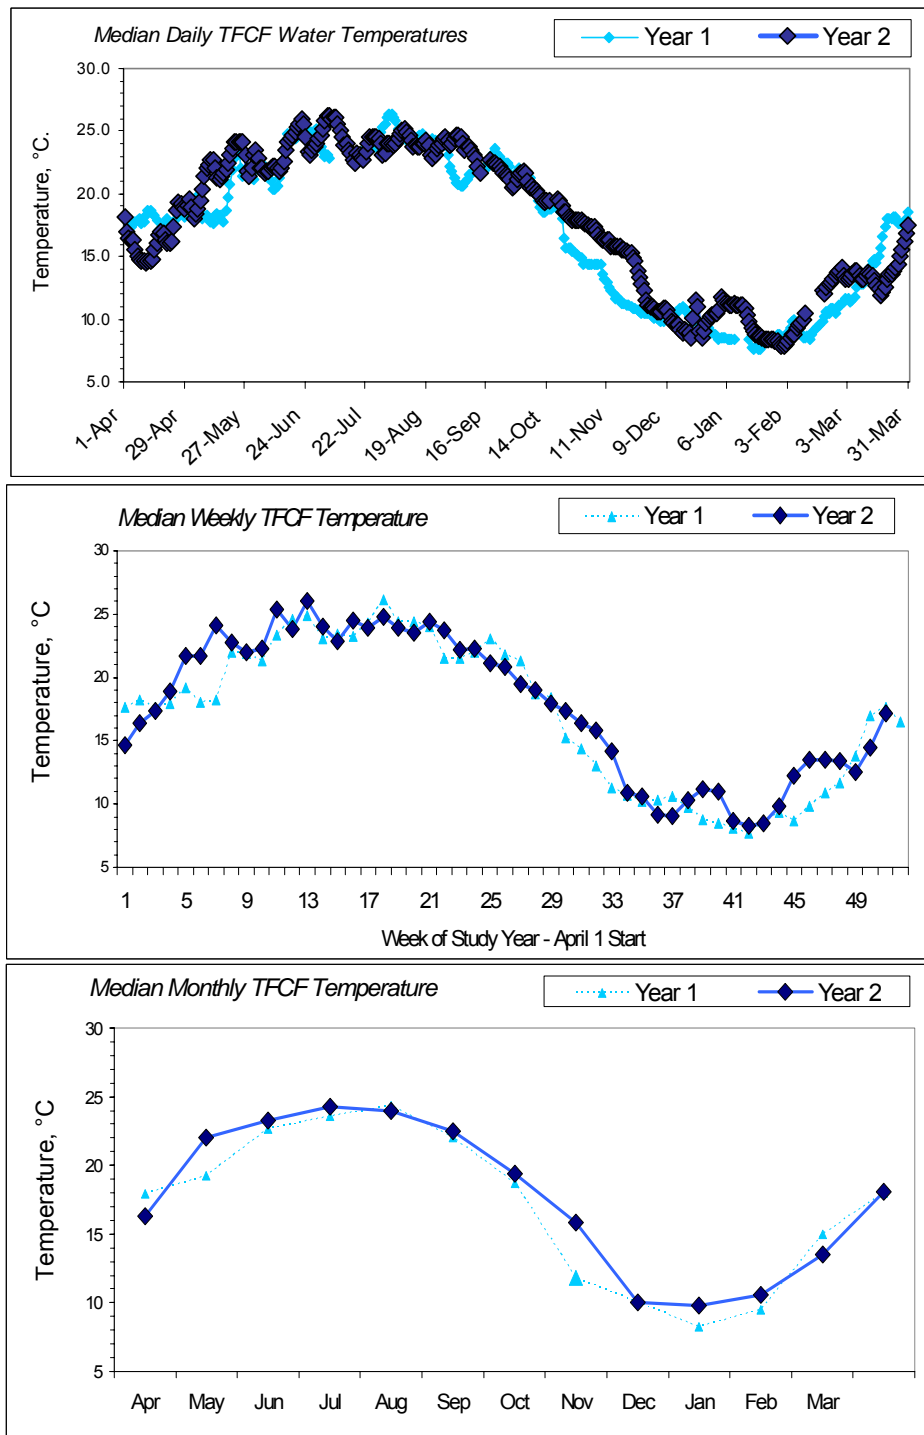 Median Daily TFCF Water Temperatures
Year 1 Year 2
Temperature, °C.
30.0
25.0
20.0
15.0
10.0
5.0
1-Apr 29-Apr 27-May 24-Jun 22-Jul 19-Aug 16-Sep 14-Oct 11-Nov 9-Dec 6-Jan 3-Feb 3-Mar 31-Mar
Median Weekly TFCF Temperature
Year 1 Year 2
Temperature, °C
30
25
20
15
10
5
1 5 9 13 17 21 25 29 33 37 41 45 49
Week of Study Year - April 1 Start
Median Monthly TFCF Temperature
Year 1 Year 2
Temperature, °C
30
25
20
15
10
5
Apr May Jun Jul Aug Sep Oct Nov Dec Jan Feb Mar